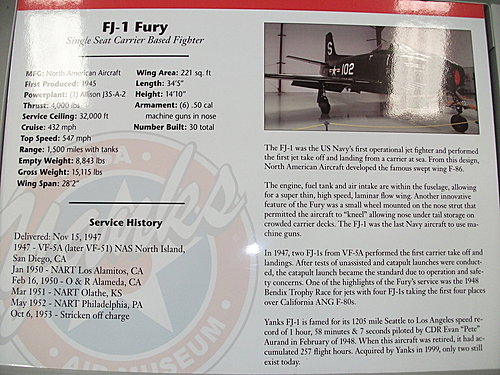 FJ-1 Fury
Single Seat Carrier Based Fighter
MFG: North American Aircraft
First Produced: 1945
Powerplant: (1) Allison J35-A-2
Thrust: 4,000 lbs
Service Ceiling: 32,000 ft
Cruise: 432 mph
Top Speed: 547 mph
Range: 1,500 miles with tanks
Empty Weight: 8,843 lbs
Gross Weight: 15,115 lbs
Wing Span: 28'2"
Wing Area: 221 sq. ft
Length: 34'5"
Height: 14'10"
Armament: (6) .50 cal
machine guns in nose
Number Built: 30 total
Service History
Delivered: Nov 15, 1947
1947 - VF-5A (later VF-51) NAS North Island,
San Diego, CA
Jan 1950 - NART Los Alamitos, CA
Feb 16, 1950 - O & R Alameda, CA
Mar 1951 - NART Olathe, KS
May 1952 - NART Philadelphia, PA
Oct 6, 1953 - Stricken off charge
AIR MUSEUM
S
102
The FJ-1 was the US Navy's first operational jet fighter and performed
the first jet take off and landing from a carrier at sea. From this design,
North American Aircraft developed the famous swept wing F-86.
The engine, fuel tank and air intake are within the fuselage, allowing
for a super thin, high speed, laminar flow wing. Another innovative
feature of the Fury was a small wheel mounted on the nose strut that
permitted the aircraft to "kneel" allowing nose under tail storage on
crowded carrier decks. The FJ-1 was the last Navy aircraft to use ma-
chine guns.
In 1947, two FJ-1s from VF-5A performed the first carrier take off and
landings. After tests of unassisted and catapult launches were conduct-
ed, the catapult launch became the standard due to operation and safe-
ty concerns. One of the highlights of the Fury's service was the 1948
Bendix Trophy Race for jets with four FJ-1s taking the first four places
over California ANG F-80s.
Yanks FJ-1 is famed for its 1205 mile Seattle to Los Angeles speed re-
cord of 1 hour, 58 minutes & 7 seconds piloted by CDR Evan "Pete"
Aurand in February of 1948. When this aircraft was retired, it had ac-
cumulated 257 flight hours. Acquired by Yanks in 1999, only two still
exist today.